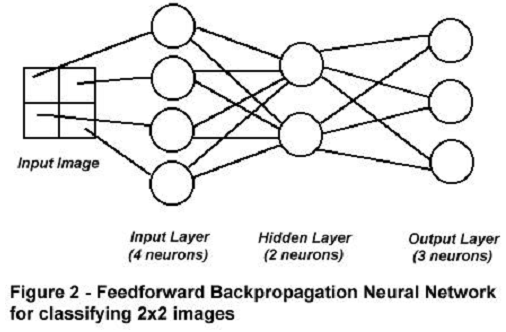 Input Image
Input Layer
(4 neurons)
Hidden Layer
(2 neurons)
Output Layer
(3 neurons)
Figure 2 - Feedforward Backpropagation Neural Network
for classifying 2x2 images